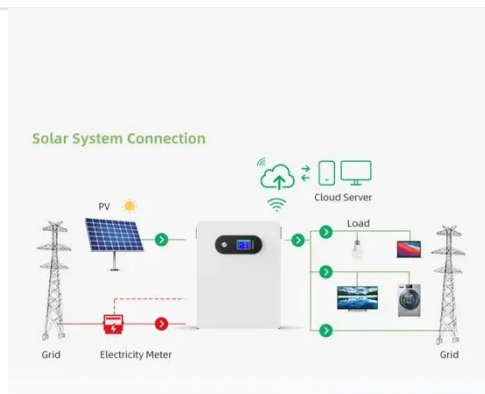 Solar System Connection
Cloud Server
PV
Load
Grid
Electricity Meter
Grid